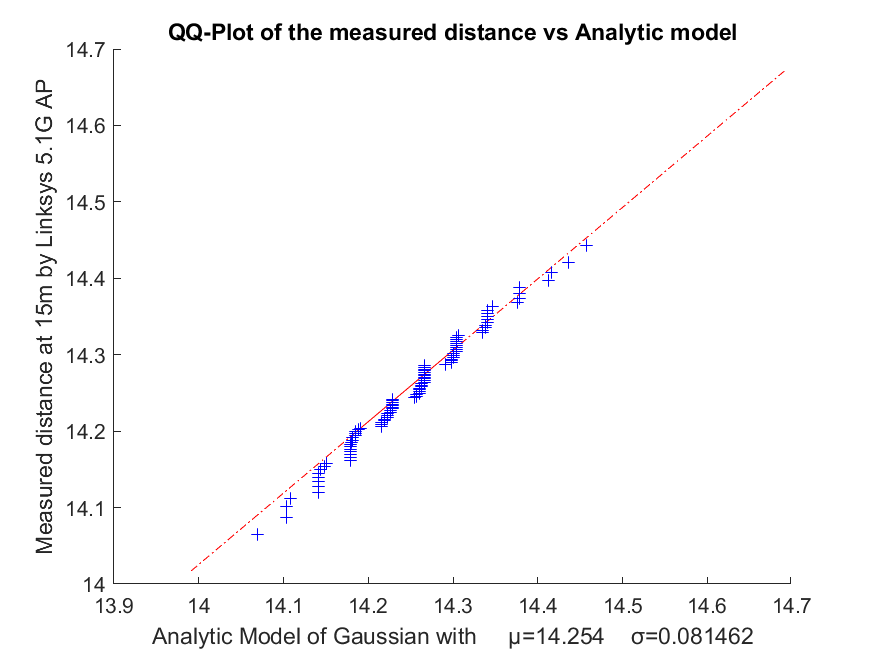 QQ-Plot of the measured distance vs Analytic model
14.7
14.6
14.5
14.4
14.3
14.2
14.1
14
Measured distance at 15m by Linksys 5.1G AP
13.9 14 14.1 14.2 14.3 14.4 14.5 14.6 14.7
Analytic Model of Gaussian with μ=14.254 σ=0.081462